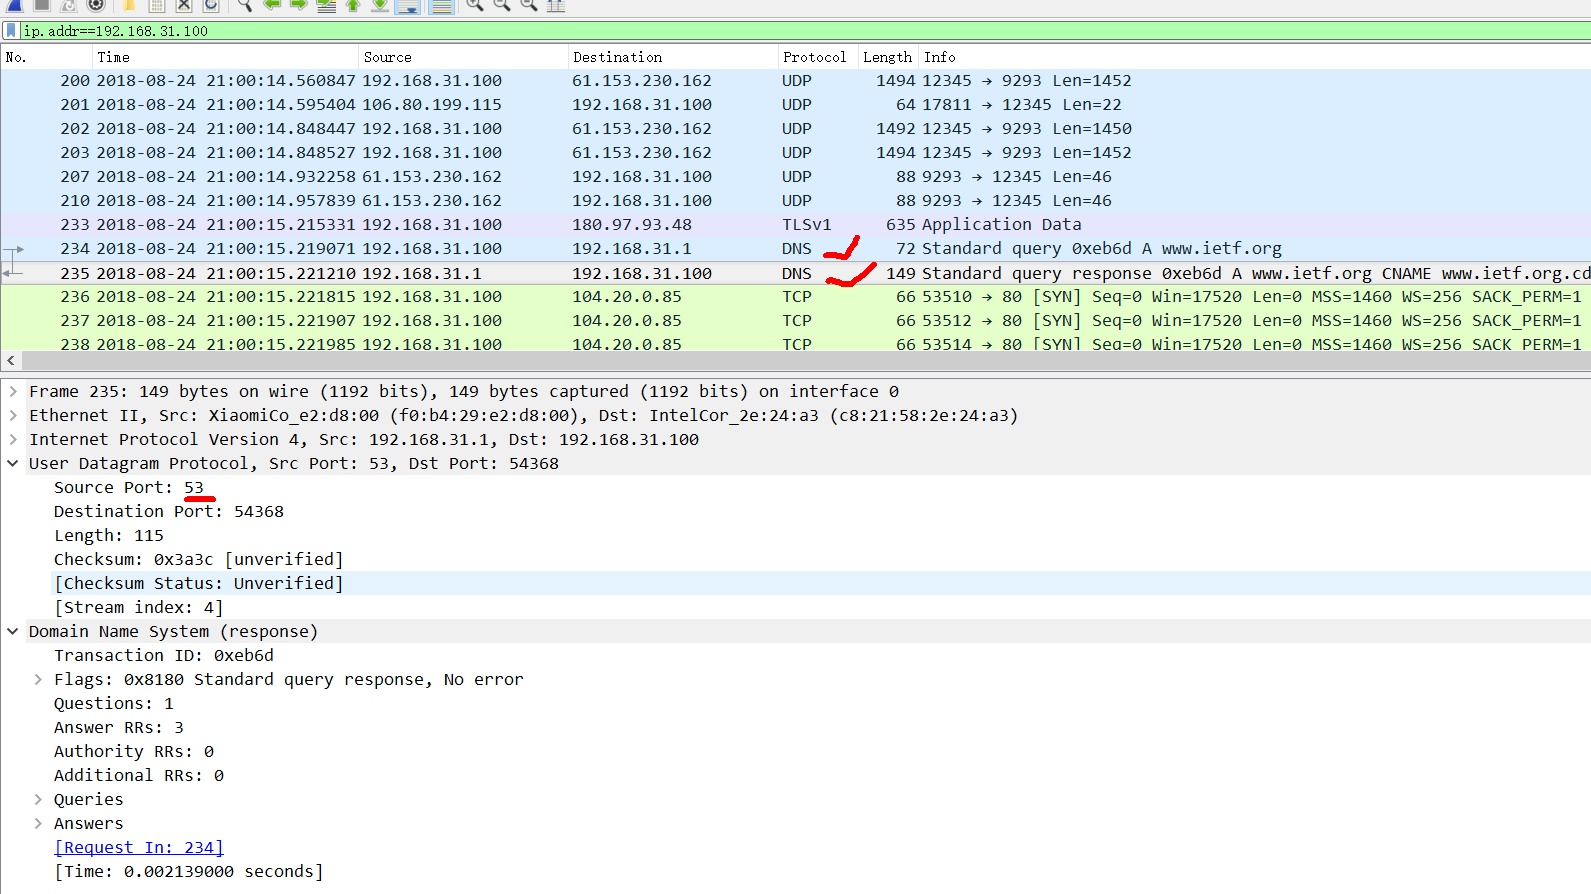 ip.addr==192.168.31.100
No. Time Source Destination Protocol Length Info
200 2018-08-24 21:00:14.560847 192.168.31.100 61.153.230.162 UDP 1494 12345 → 9293 Len=1452
201 2018-08-24 21:00:14.595404 106.80.199.115 192.168.31.100 UDP 64 17811 → 12345 Len=22
202 2018-08-24 21:00:14.848447 192.168.31.100 61.153.230.162 UDP 1492 12345 → 9293 Len=1450
203 2018-08-24 21:00:14.848527 192.168.31.100 61.153.230.162 UDP 1494 12345 → 9293 Len=1452
207 2018-08-24 21:00:14.932258 61.153.230.162 192.168.31.100 UDP 88 9293 → 12345 Len=46
210 2018-08-24 21:00:14.957839 61.153.230.162 192.168.31.100 UDP 88 9293 → 12345 Len=46
233 2018-08-24 21:00:15.215331 192.168.31.100 180.97.93.48 TLSv1 635 Application Data
234 2018-08-24 21:00:15.219071 192.168.31.100 192.168.31.1 DNS 72 Standard query 0xeb6d A www.ietf.org
235 2018-08-24 21:00:15.221210 192.168.31.1 192.168.31.100 DNS 149 Standard query response 0xeb6d A www.ietf.org CNAME www.ietf.org.cd
236 2018-08-24 21:00:15.221815 192.168.31.100 104.20.0.85 TCP 66 53510 → 80 [SYN] Seq=0 Win=17520 Len=0 MSS=1460 WS=256 SACK_PERM=1
237 2018-08-24 21:00:15.221907 192.168.31.100 104.20.0.85 TCP 66 53512 → 80 [SYN] Seq=0 Win=17520 Len=0 MSS=1460 WS=256 SACK_PERM=1
238 2018-08-24 21:00:15.221985 192.168.31.100 104.20.0.85 TCP 66 53514 → 80 [SYN] Seq=0 Win=17520 Len=0 MSS=1460 WS=256 SACK_PERM=1
Frame 235: 149 bytes on wire (1192 bits), 149 bytes captured (1192 bits) on interface 0
Ethernet II, Src: XiaomiCo_e2:d8:00 (f0:b4:29:e2:d8:00), Dst: IntelCor_2e:24:a3 (c8:21:58:2e:24:a3)
Internet Protocol Version 4, Src: 192.168.31.1, Dst: 192.168.31.100
User Datagram Protocol, Src Port: 53, Dst Port: 54368
Source Port: 53
Destination Port: 54368
Length: 115
Checksum: 0x3a3c [unverified]
[Checksum Status: Unverified]
[Stream index: 4]
Domain Name System (response)
Transaction ID: 0xeb6d
Flags: 0x8180 Standard query response, No error
Questions: 1
Answer RRs: 3
Authority RRs: 0
Additional RRs: 0
Queries
Answers
[Request In: 234]
[Time: 0.002139000 seconds]